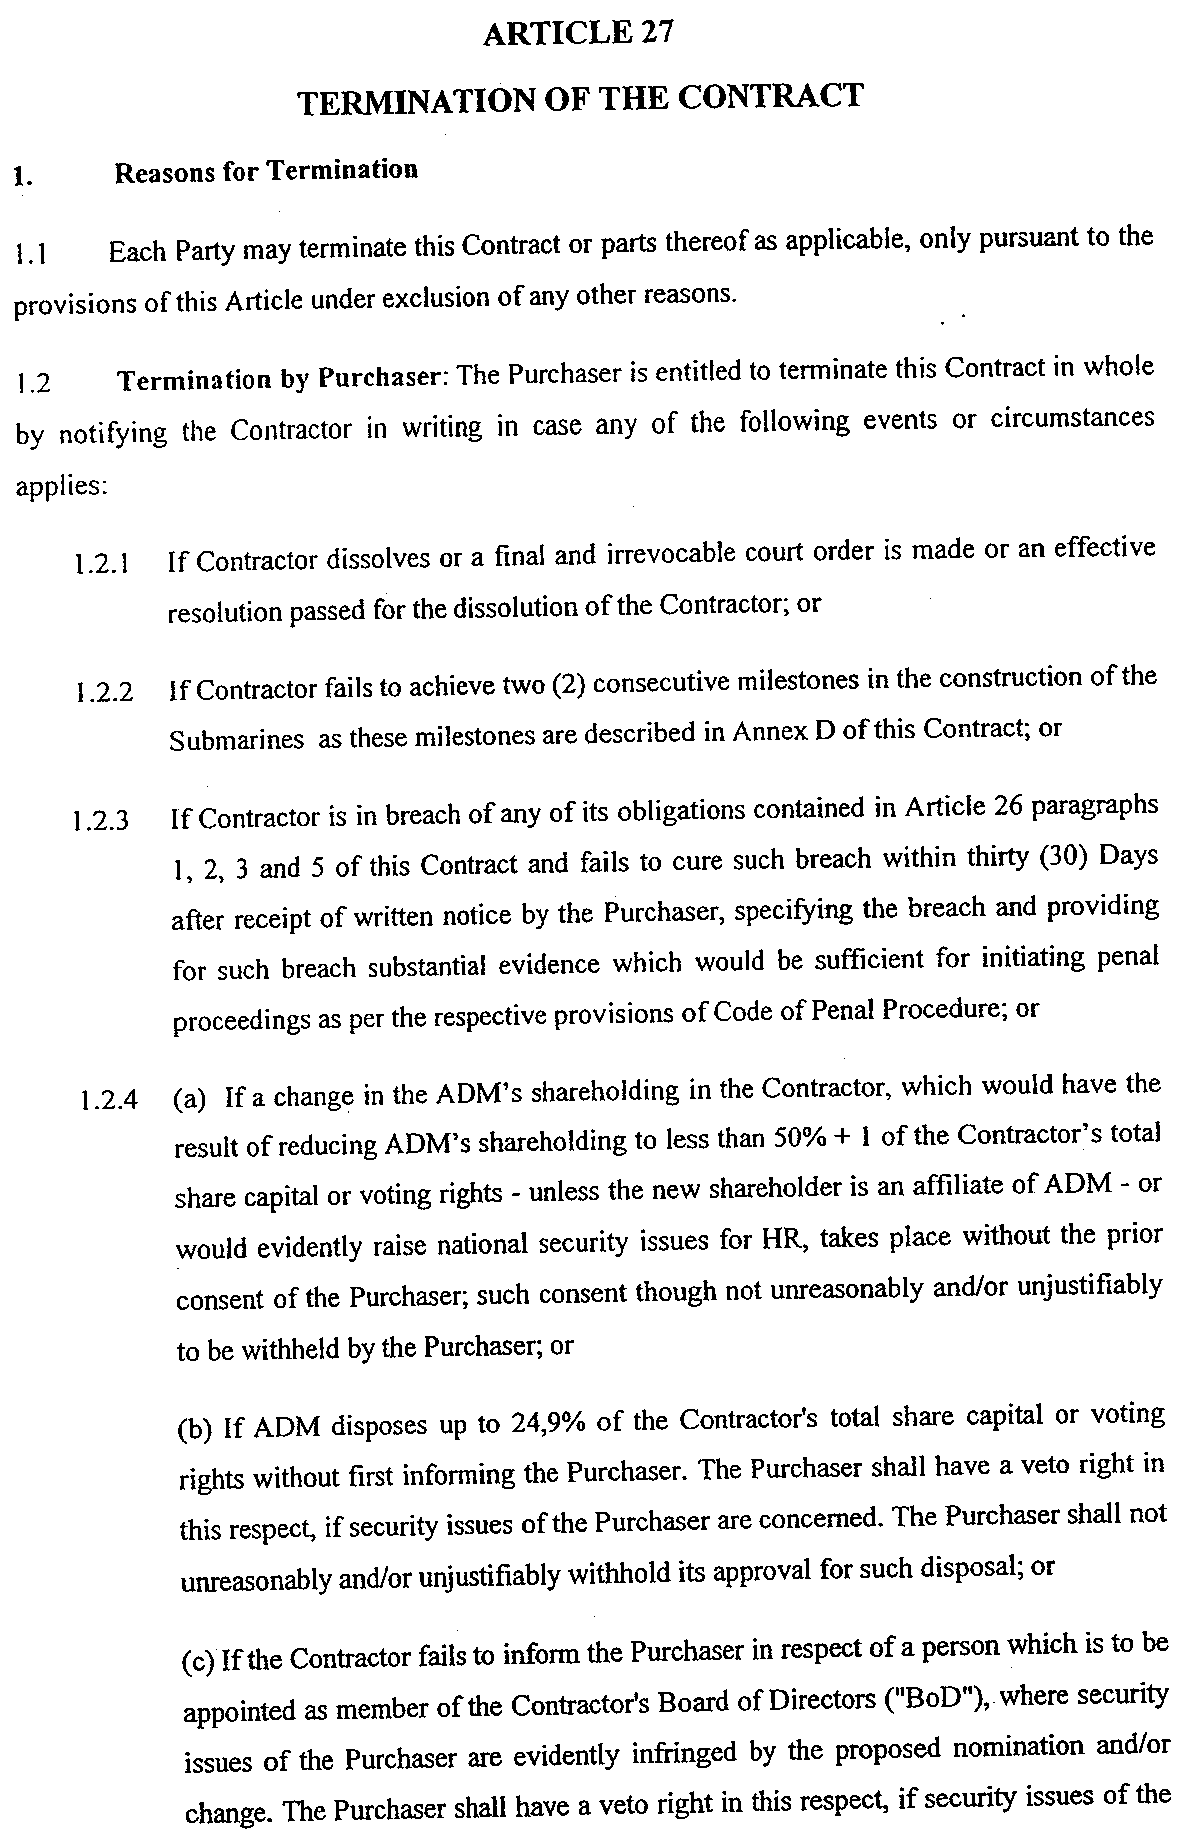 ARTICLE 27
TERMINATION OF THE CONTRACT
1. Reasons for Termination
1.1 Each Party may terminate this Contract or parts thereof as applicable, only pursuant to the
provisions of this Article under exclusion of any other reasons.
1.2 Termination by Purchaser: The Purchaser is entitled to terminate this Contract in whole
by notifying the Contractor in writing in case any of the following events or circumstances
applies:
1.2.1 If Contractor dissolves or a final and irrevocable court order is made or an effective
resolution passed for the dissolution of the Contractor; or
1.2.2 If Contractor fails to achieve two (2) consecutive milestones in the construction of the
Submarines as these milestones are described in Annex D of this Contract; or
1.2.3 If Contractor is in breach of any of its obligations contained in Article 26 paragraphs
1, 2, 3 and 5 of this Contract and fails to cure such breach within thirty (30) Days
after receipt of written notice by the Purchaser, specifying the breach and providing
for such breach substantial evidence which would be sufficient for initiating penal
proceedings as per the respective provisions of Code of Penal Procedure; or
1.2.4 (a) If a change in the ADM's shareholding in the Contractor, which would have the
result of reducing ADM's shareholding to less than 50% + 1 of the Contractor's total
share capital or voting rights - unless the new shareholder is an affiliate of ADM - or
would evidently raise national security issues for HR, takes place without the prior
consent of the Purchaser; such consent though not unreasonably and/or unjustifiably
to be withheld by the Purchaser; or
(b) If ADM disposes up to 24,9% of the Contractor's total share capital or voting
rights without first informing the Purchaser. The Purchaser shall have a veto right in
this respect, if security issues of the Purchaser are concerned. The Purchaser shall not
unreasonably and/or unjustifiably withhold its approval for such disposal; or
(c) If the Contractor fails to inform the Purchaser in respect of a person which is to be
appointed as member of the Contractor's Board of Directors ("BoD"), where security
issues of the Purchaser are evidently infringed by the proposed nomination and/or
change. The Purchaser shall have a veto right in this respect, if security issues of the